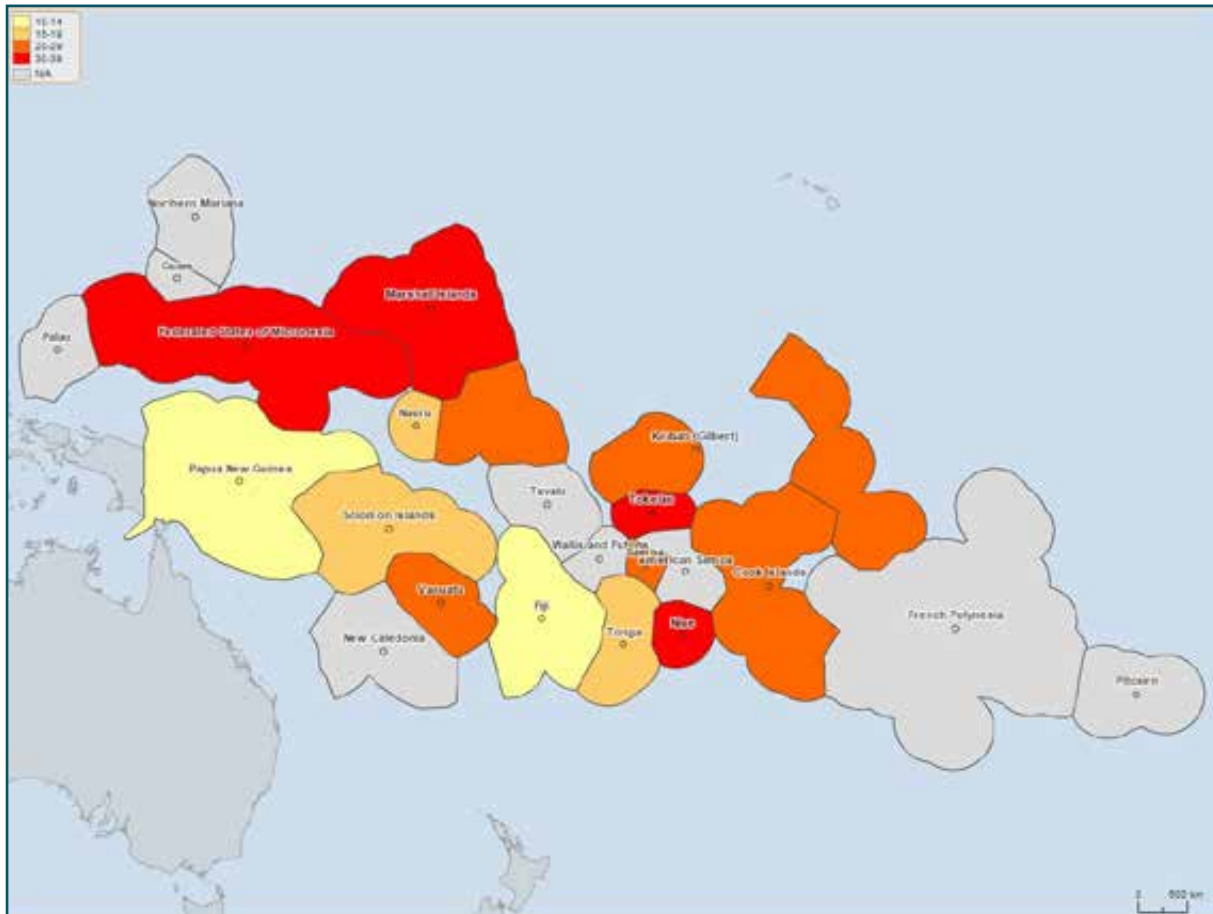 10-14
15-19
20-29
30-39
N/A
Northern Mariana
Guam
Marshall Islands
Federated States of Micronesia
Palau
Nauru
Kiribati (Gilbert)
Papua New Guinea
Tuvalu
Tokelau
Solomon Islands
Wallis and Futuna
Samoa
American Samoa
Cook Islands
Vanuatu
Fiji
French Polynesia
New Caledonia
Tonga
Niue
Pitcairn
0
600 km